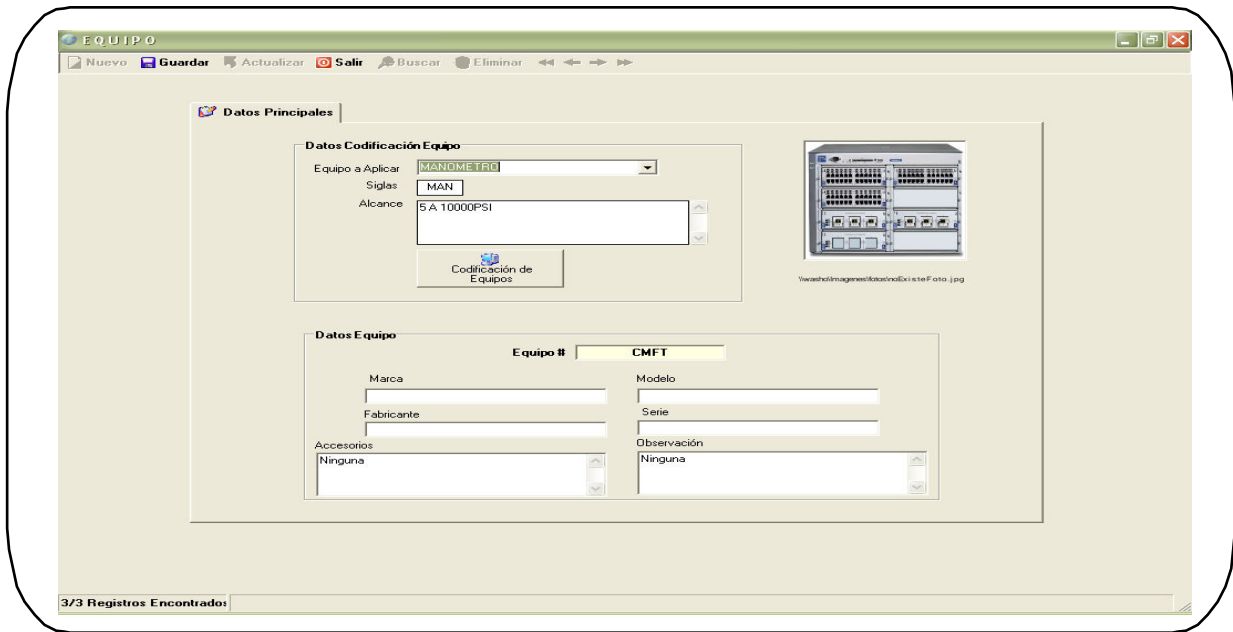 EQUIPO
Nuevo Guardar Actualizar Salir Buscar Eliminar
Datos Principales
Datos Codificación Equipo
Equipo a Aplicar MANOMETRO
Siglas MAN
Alcance 5 A 10000PSI
Codificación de
Equipos
Datos Equipo
Equipo # CMFT
Marca Modelo
Fabricante Serie
Accesorios Observación
Ninguna Ninguna
3/3 Registros Encontrados